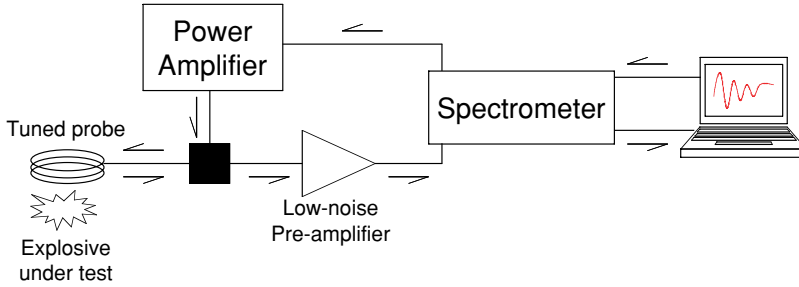 Power
Amplifier
Spectrometer
Tuned probe
Low-noise
Pre-amplifier
Explosive
under test